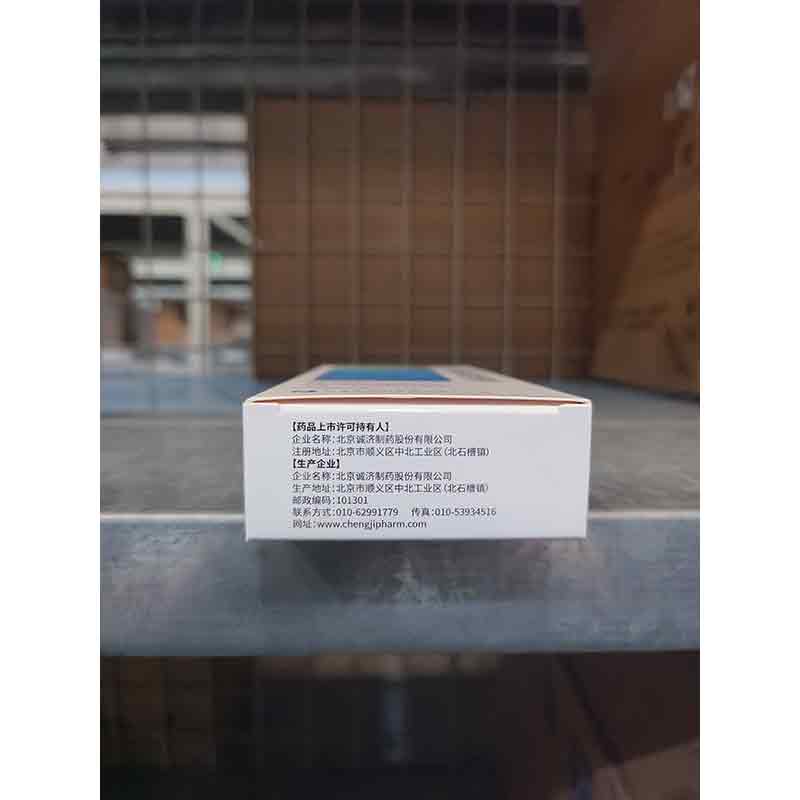 【药品上市许可持有人】
企业名称:北京诚济制药股份有限公司
注册地址:北京市顺义区中北工业区(北石槽镇)
【生产企业】
企业名称:北京诚济制药股份有限公司
生产地址:北京市顺义区中北工业区(北石槽镇)
邮政编码:101301
联系方式:010-62991779 传真:010-53934516
网址:www.chengjipharm.com